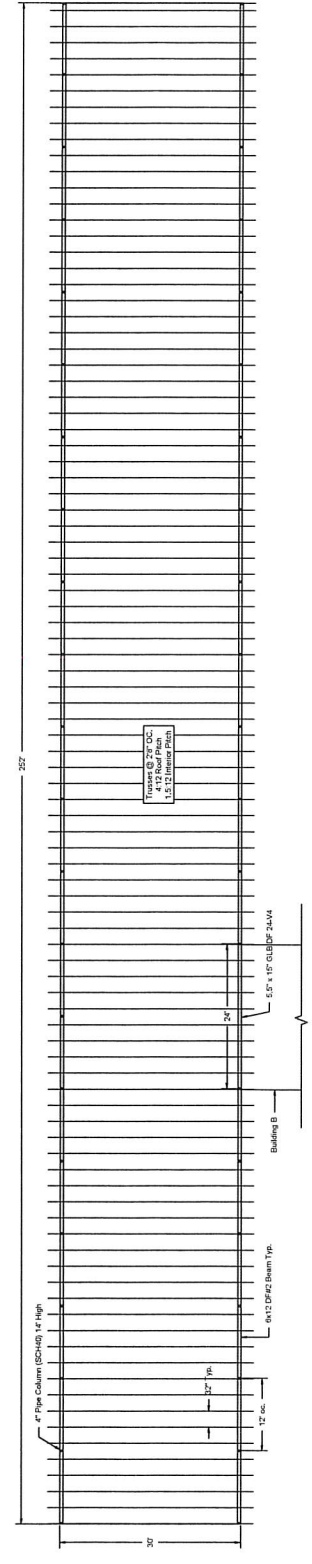 252'
4" Pipe Column (SCH40) 14' High
Trusses @ 2'8" OC.
4:12 Roof Pitch
1.5:12 Interior Pitch
30'
32" Typ.
12' oc.
24'
6x12 DF#2 Beam Typ.
Building B
5.5" x 15" GLB DF 24-V4